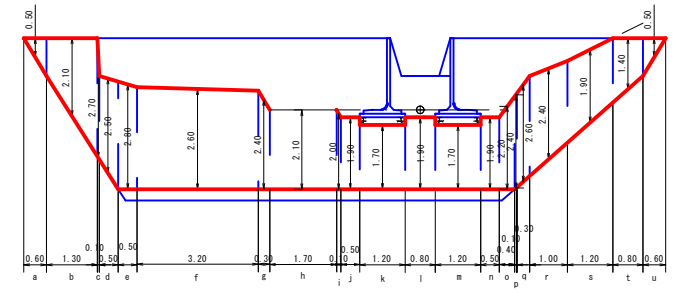 0.50
0.50
2.10
1.40
1.90
2.70
2.50
2.80
2.60
2.40
2.10
2.00
1.90
1.70
1.90
1.70
1.90
2.20
2.40
2.60
2.40
0.30
0.10
0.50
0.50
0.10
0.40
0.60
1.30
0.50
3.20
0.30
1.70
0.10
1.20
0.80
1.20
0.50
1.00
1.20
0.80
0.60
a
b
c
d
e
f
g
h
i
j
k
l
m
n
o
p
q
r
s
t
u